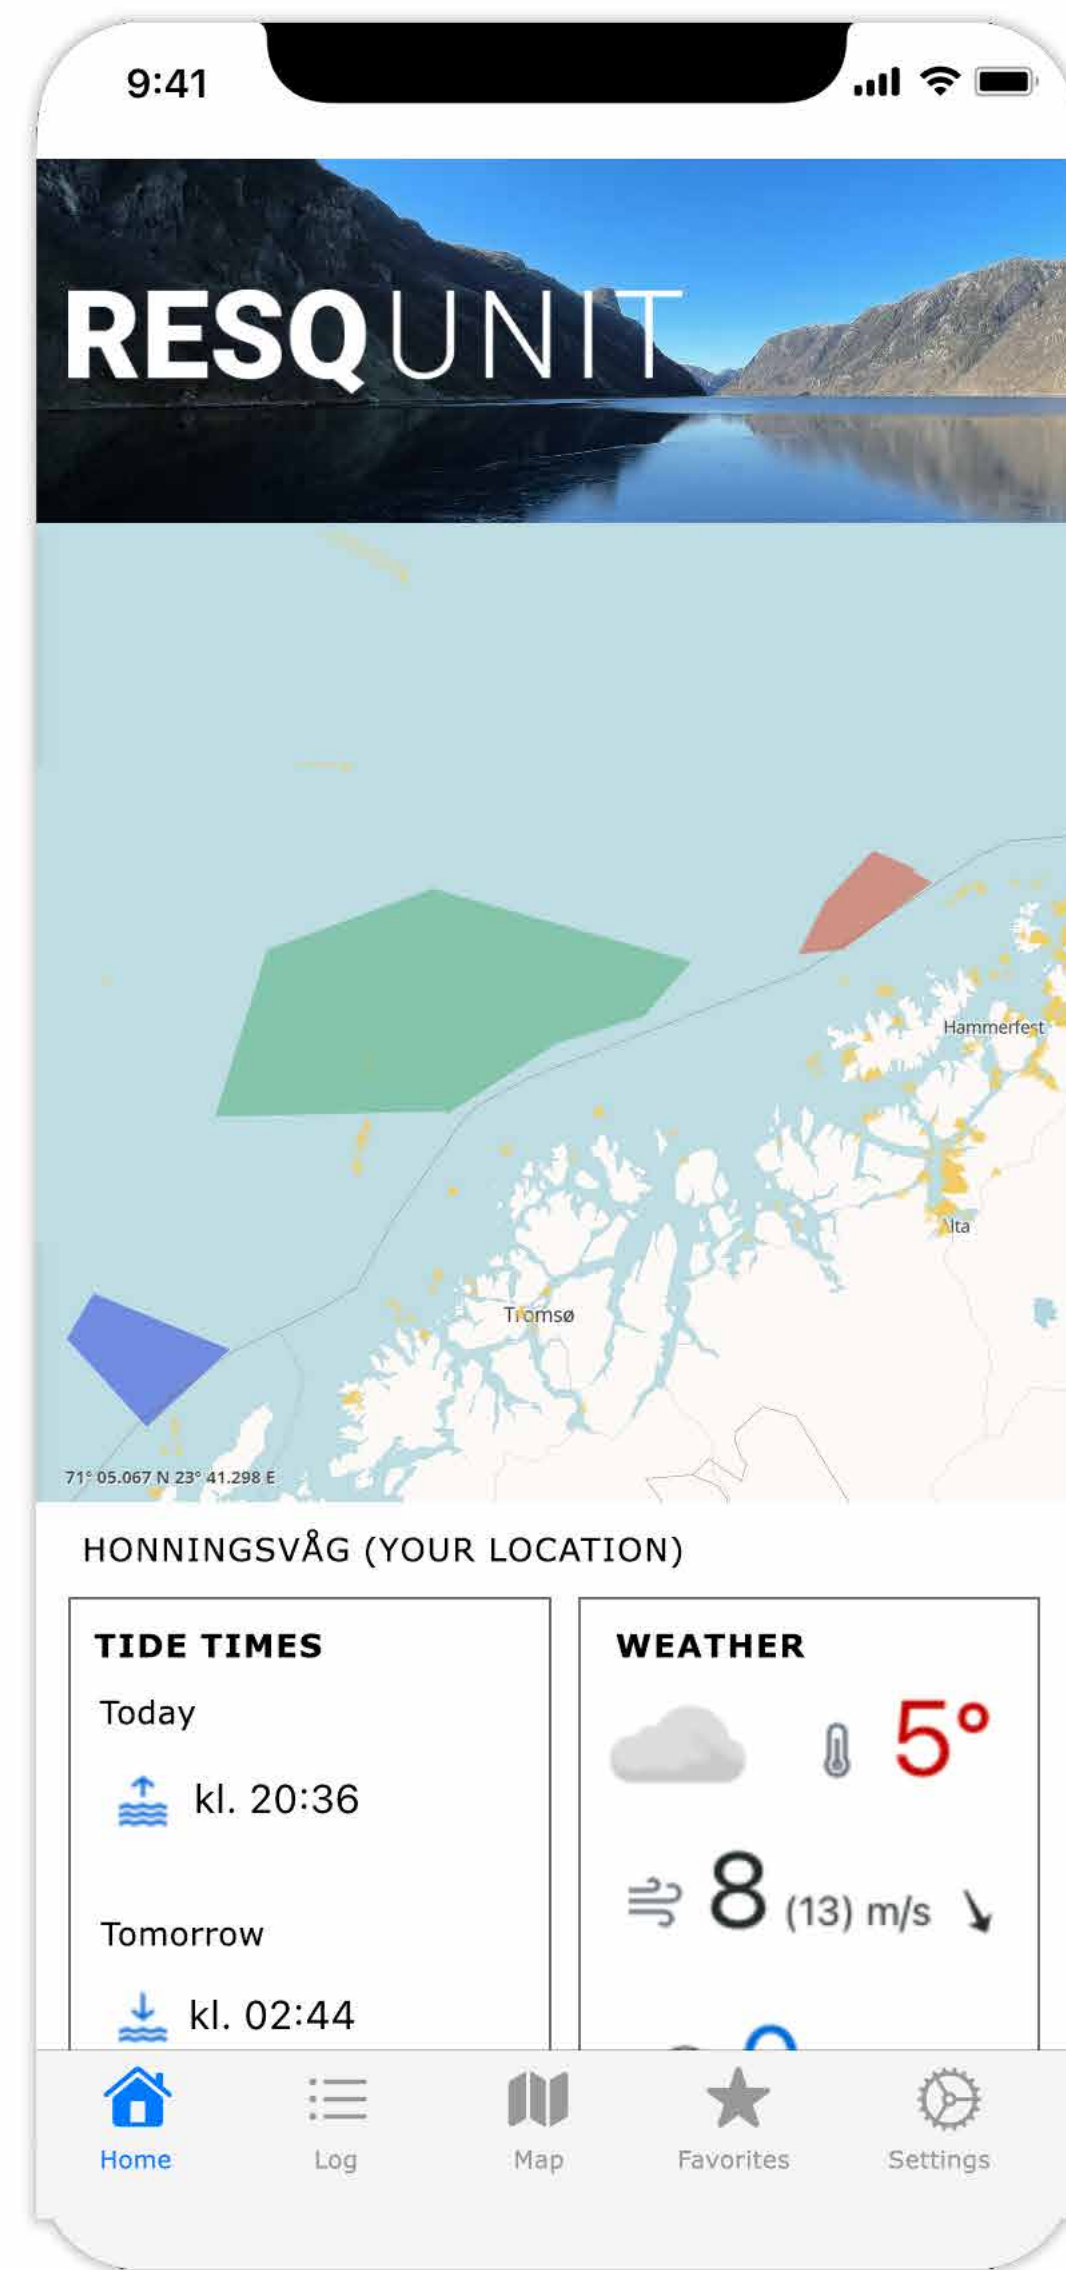 9:41
RESQUNIT
Hammerfest
Alta
Tromsø
71° 05.067 N 23° 41.298 E
HONNINGSVÅG (YOUR LOCATION)
TIDE TIMES
Today
kl. 20:36
Tomorrow
kl. 02:44
WEATHER
5°
8 (13) m/s
Home
Log
Map
Favorites
Settings